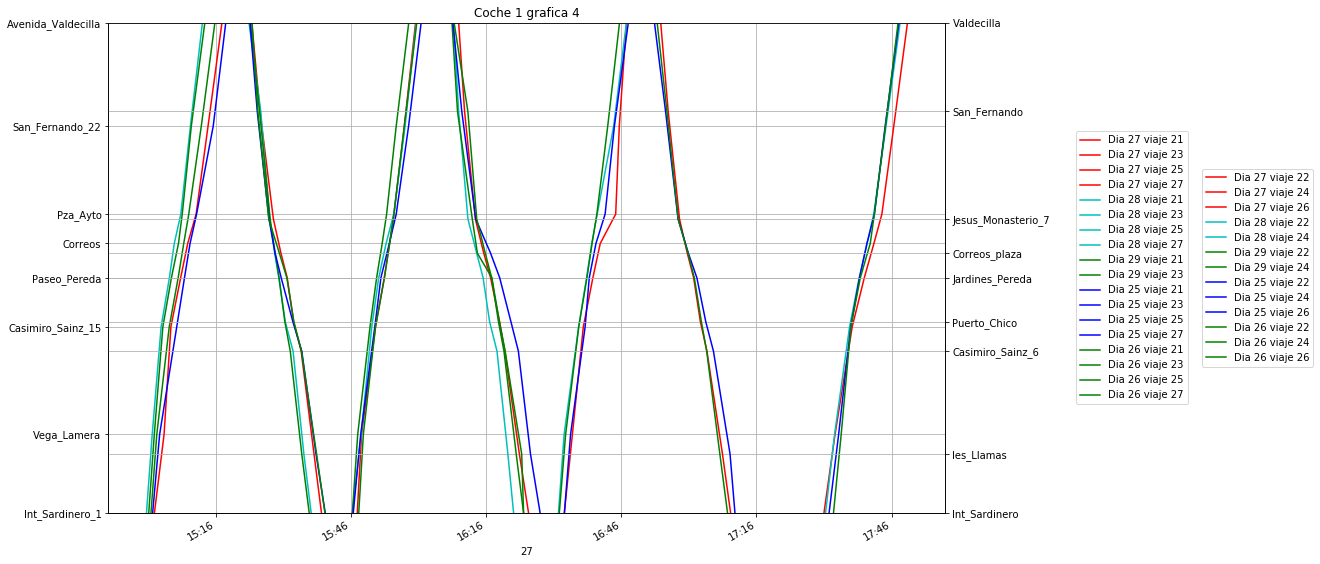 Coche 1 grafica 4
Avenida_Valdecilla
San_Fernando_22
Pza_Ayto
Correos
Paseo_Pereda
Casimiro_Sainz_15
Vega_Lamera
Int_Sardinero_1
Valdecilla
San_Fernando
Jesus_Monasterio_7
Correos_plaza
Jardines_Pereda
Puerto_Chico
Casimiro_Sainz_6
Ies_Llamas
Int_Sardinero
15:16
15:46
16:16
16:46
17:16
17:46
27
Dia 27 viaje 21
Dia 27 viaje 23
Dia 27 viaje 25
Dia 27 viaje 27
Dia 28 viaje 21
Dia 28 viaje 23
Dia 28 viaje 25
Dia 28 viaje 27
Dia 29 viaje 21
Dia 29 viaje 23
Dia 25 viaje 21
Dia 25 viaje 23
Dia 25 viaje 25
Dia 25 viaje 27
Dia 26 viaje 21
Dia 26 viaje 23
Dia 26 viaje 25
Dia 26 viaje 27
Dia 27 viaje 22
Dia 27 viaje 24
Dia 27 viaje 26
Dia 28 viaje 22
Dia 28 viaje 24
Dia 29 viaje 22
Dia 29 viaje 24
Dia 25 viaje 22
Dia 25 viaje 24
Dia 25 viaje 26
Dia 26 viaje 22
Dia 26 viaje 24
Dia 26 viaje 26